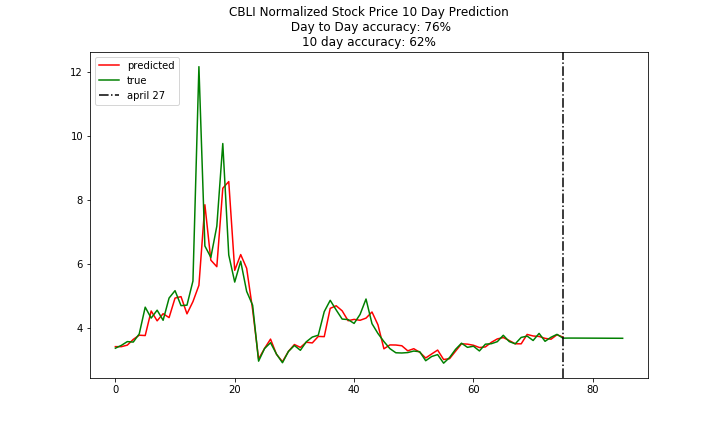 CBLI Normalized Stock Price 10 Day Prediction
Day to Day accuracy: 76%
10 day accuracy: 62%
predicted
true
april 27
12
10
8
6
4
0 20 40 60 80